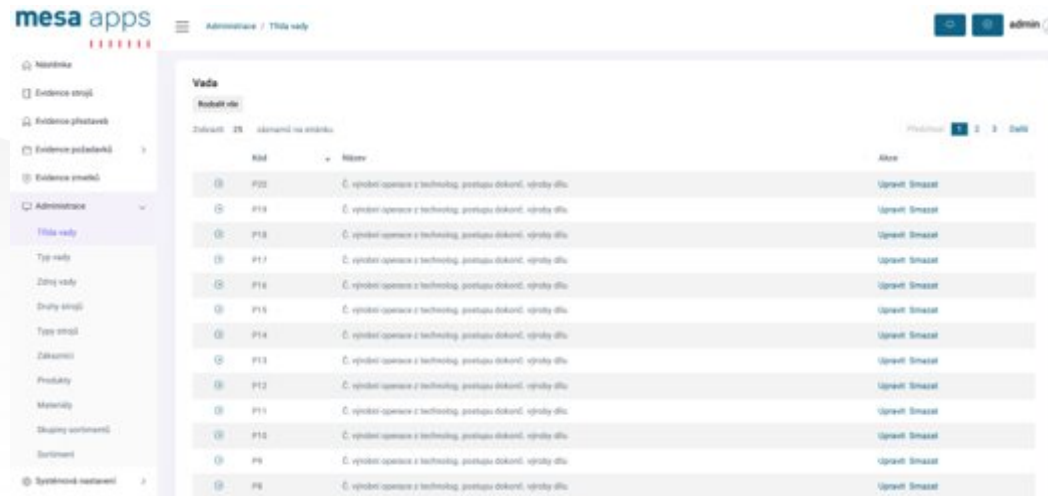 mesa apps
Administrace / Třída vady
admin
Nástěnka
Evidence strojů
Evidence přestaveb
Evidence požadavků
Evidence zmetků
Administrace
Třída vady
Typ vady
Zdroj vady
Druhy strojů
Typy strojů
Zákazníci
Produkty
Materiály
Skupiny sortimentů
Sortiment
Systémová nastavení
Vada
Rozbalit vše
Zobrazit 25 záznamů na stránku
Předchozí 1 2 3 Další
Kód Název Akce
P20 Č. výrobní operace z technolog. postupu dokonč. výroby dílu Upravit Smazat
P19 Č. výrobní operace z technolog. postupu dokonč. výroby dílu Upravit Smazat
P18 Č. výrobní operace z technolog. postupu dokonč. výroby dílu Upravit Smazat
P17 Č. výrobní operace z technolog. postupu dokonč. výroby dílu Upravit Smazat
P16 Č. výrobní operace z technolog. postupu dokonč. výroby dílu Upravit Smazat
P15 Č. výrobní operace z technolog. postupu dokonč. výroby dílu Upravit Smazat
P14 Č. výrobní operace z technolog. postupu dokonč. výroby dílu Upravit Smazat
P13 Č. výrobní operace z technolog. postupu dokonč. výroby dílu Upravit Smazat
P12 Č. výrobní operace z technolog. postupu dokonč. výroby dílu Upravit Smazat
P11 Č. výrobní operace z technolog. postupu dokonč. výroby dílu Upravit Smazat
P10 Č. výrobní operace z technolog. postupu dokonč. výroby dílu Upravit Smazat
P9 Č. výrobní operace z technolog. postupu dokonč. výroby dílu Upravit Smazat
P8 Č. výrobní operace z technolog. postupu dokonč. výroby dílu Upravit Smazat